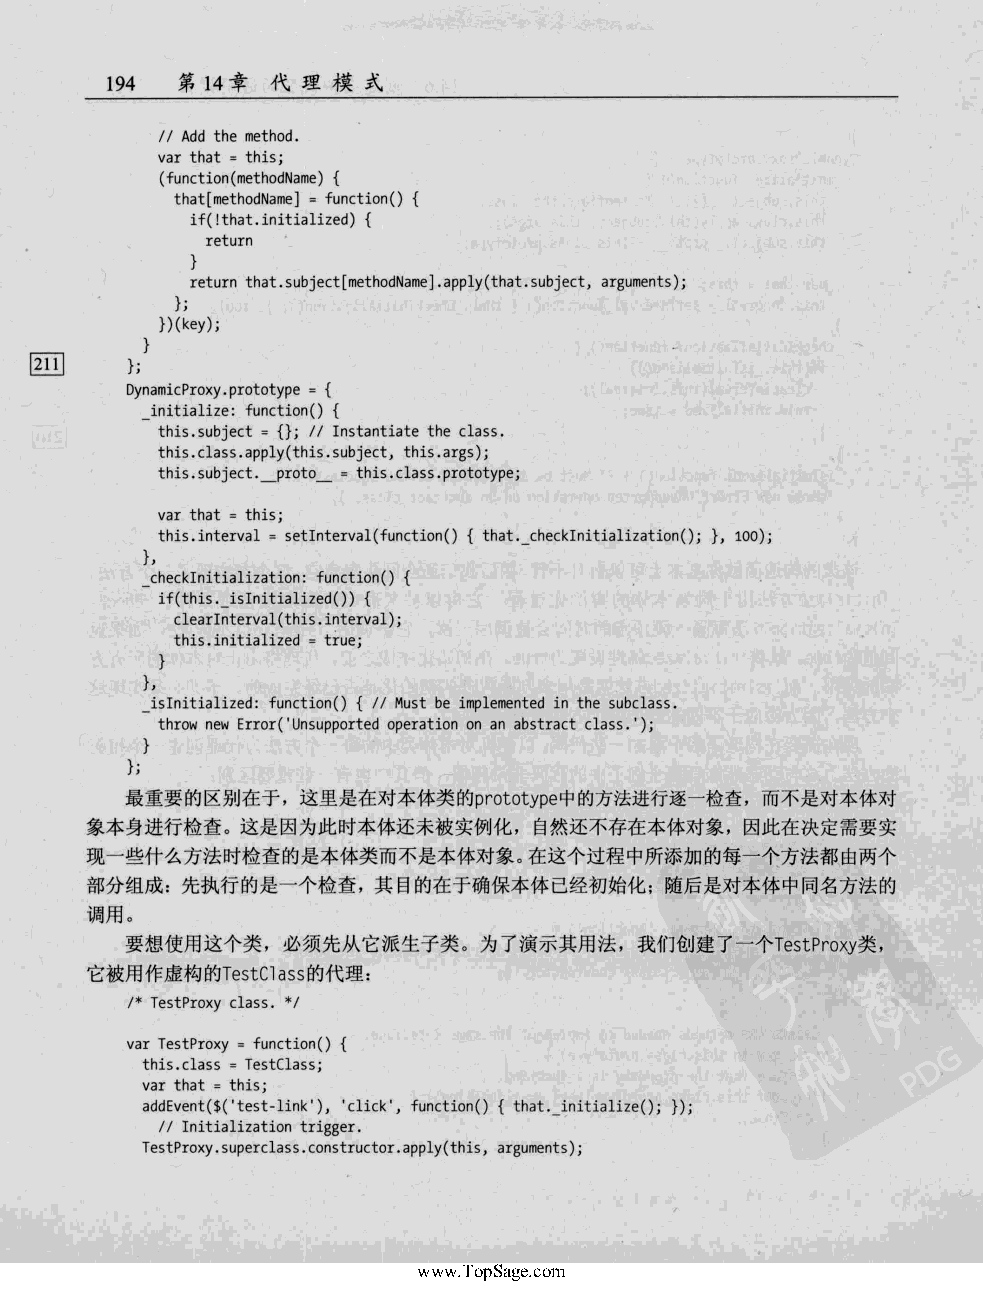 194 第14章 代理模式
// Add the method.
var that = this;
(function(methodName) {
that[methodName] = function() {
if(!that.initialized) {
return
}
return that.subject[methodName].apply(that.subject, arguments);
};
})(key);
}
211
};
DynamicProxy.prototype = {
_initialize: function() {
this.subject = {}; // Instantiate the class.
this.class.apply(this.subject, this.args);
this.subject.__proto__ = this.class.prototype;
var that = this;
this.interval = setInterval(function() { that._checkInitialization(); }, 100);
},
_checkInitialization: function() {
if(this._isInitialized()) {
clearInterval(this.interval);
this.initialized = true;
}
},
_isInitialized: function() { // Must be implemented in the subclass.
throw new Error('Unsupported operation on an abstract class.');
}
};
最重要的区别在于，这里是在对本体类的prototype中的方法进行逐一检查，而不是对本体对
象本身进行检查。这是因为此时本体还未被实例化，自然还不存在本体对象，因此在决定需要实
现一些什么方法时检查的是本体类而不是本体对象。在这个过程中所添加的每一个方法都由两个
部分组成：先执行的是一个检查，其目的在于确保本体已经初始化；随后是对本体中同名方法的
调用。
要想使用这个类，必须先从它派生子类。为了演示其用法，我们创建了一个TestProxy类，
它被用作虚构的TestClass的代理：
/* TestProxy class. */
var TestProxy = function() {
this.class = TestClass;
var that = this;
addEvent($('test-link'), 'click', function() { that._initialize(); });
// Initialization trigger.
TestProxy.superclass.constructor.apply(this, arguments);
PDG
www.TopSage.com